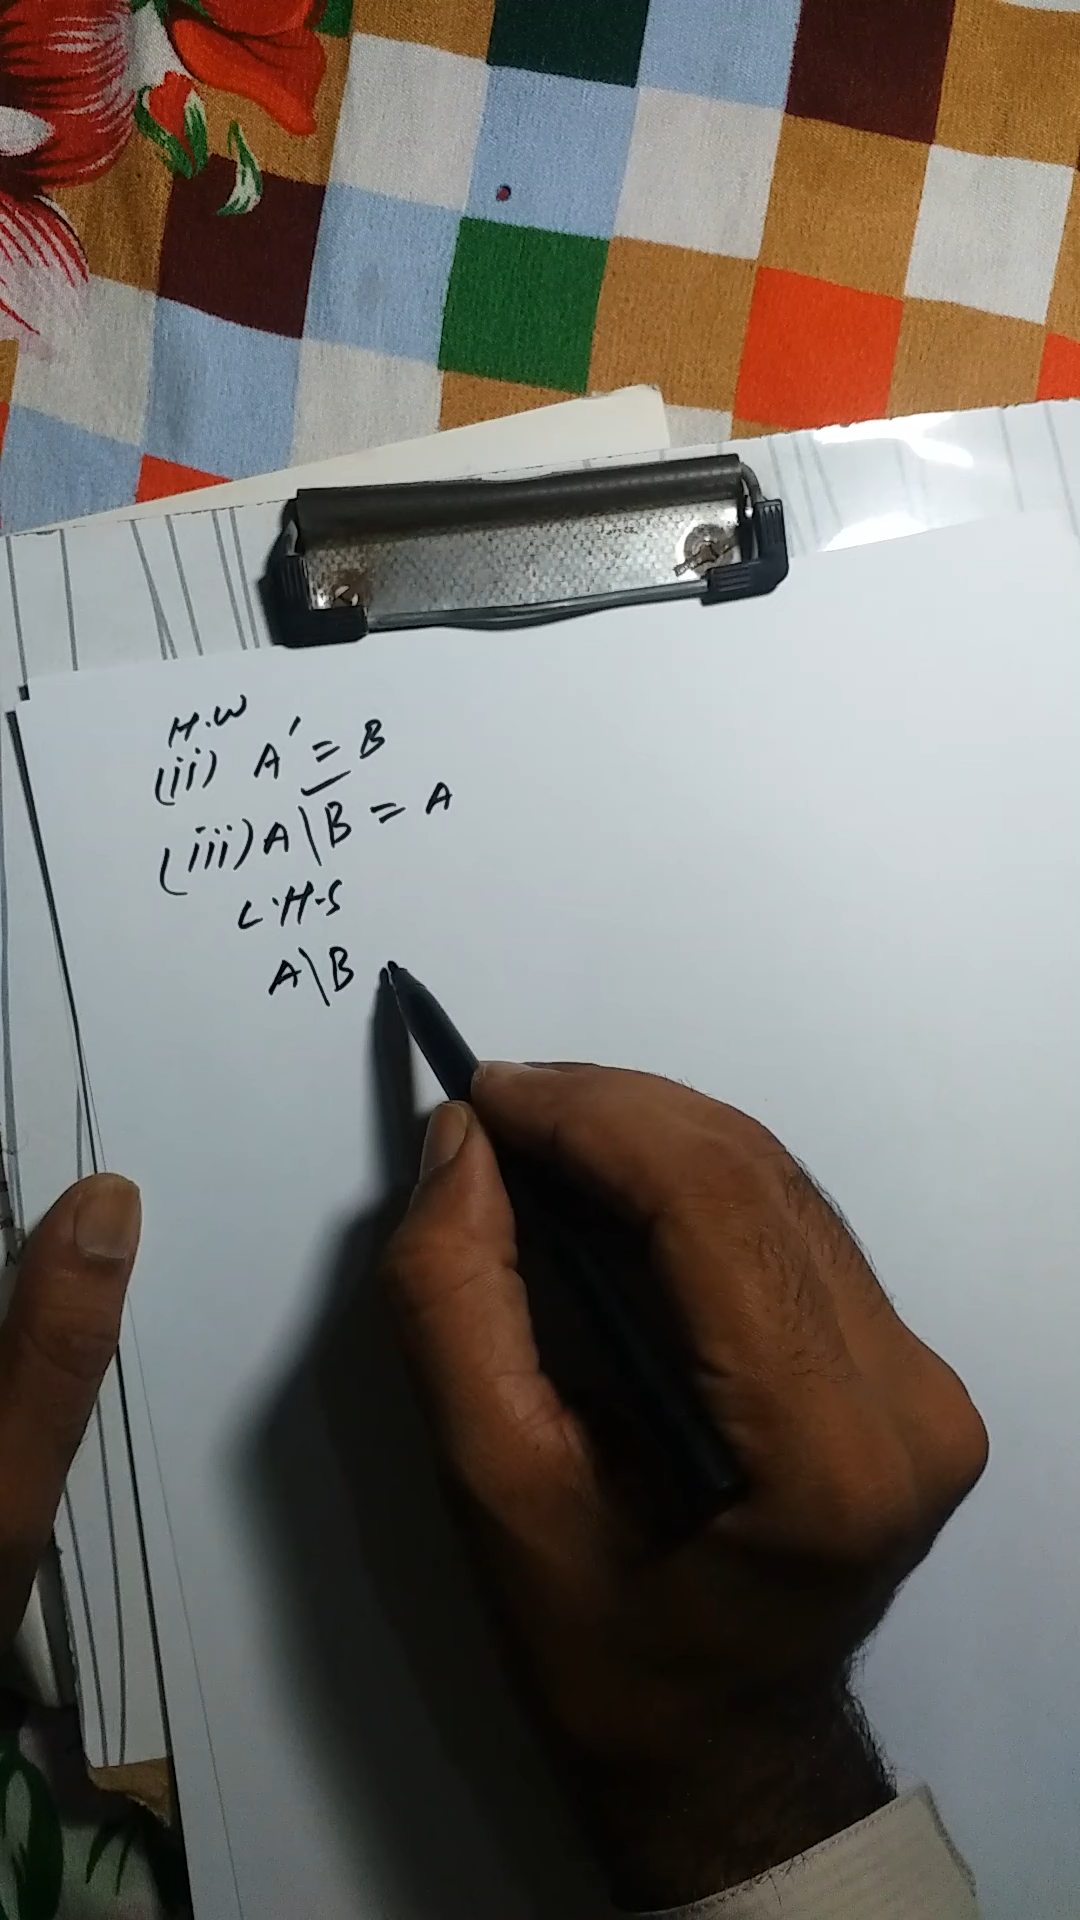 H.W
(ii) A' = B
(iii) A\B = A
L.H.S
A\B